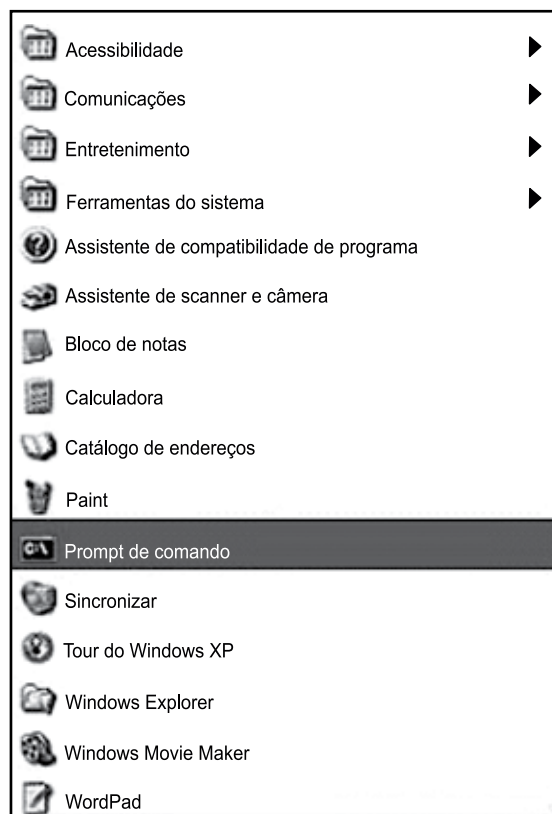 Acessibilidade
Comunicações
Entretenimento
Ferramentas do sistema
Assistente de compatibilidade de programa
Assistente de scanner e câmera
Bloco de notas
Calculadora
Catálogo de endereços
Paint
C:\ Prompt de comando
Sincronizar
Tour do Windows XP
Windows Explorer
Windows Movie Maker
WordPad